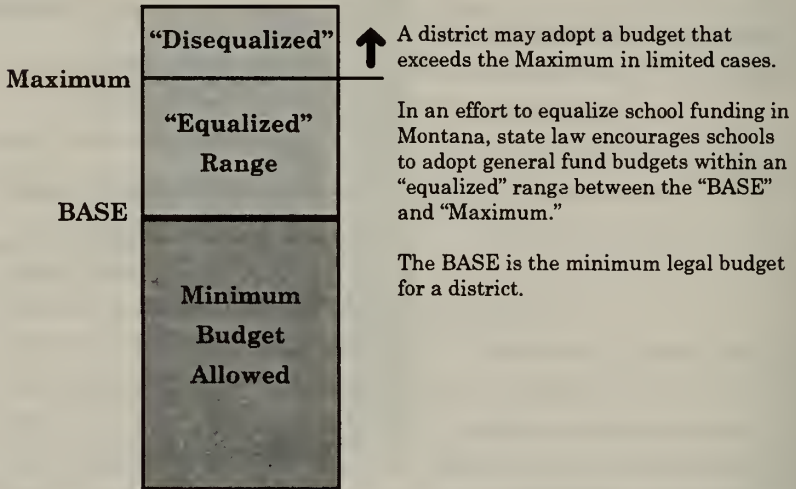 “Disequalized”
A district may adopt a budget that
exceeds the Maximum in limited cases.
Maximum
“Equalized”
Range
In an effort to equalize school funding in
Montana, state law encourages schools
to adopt general fund budgets within an
“equalized” range between the “BASE”
and “Maximum.”
BASE
The BASE is the minimum legal budget
for a district.
Minimum
Budget
Allowed